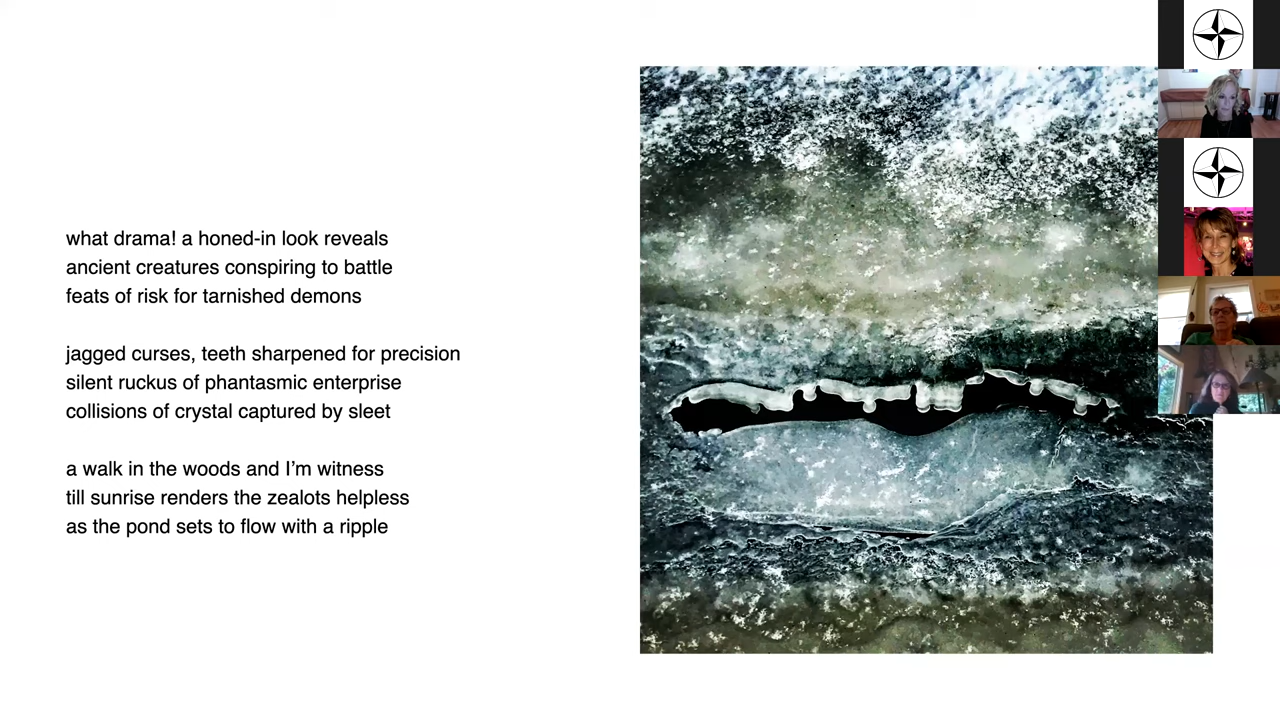 what drama! a honed-in look reveals
ancient creatures conspiring to battle
feats of risk for tarnished demons
jagged curses, teeth sharpened for precision
silent ruckus of phantasmic enterprise
collisions of crystal captured by sleet
a walk in the woods and I’m witness
till sunrise renders the zealots helpless
as the pond sets to flow with a ripple